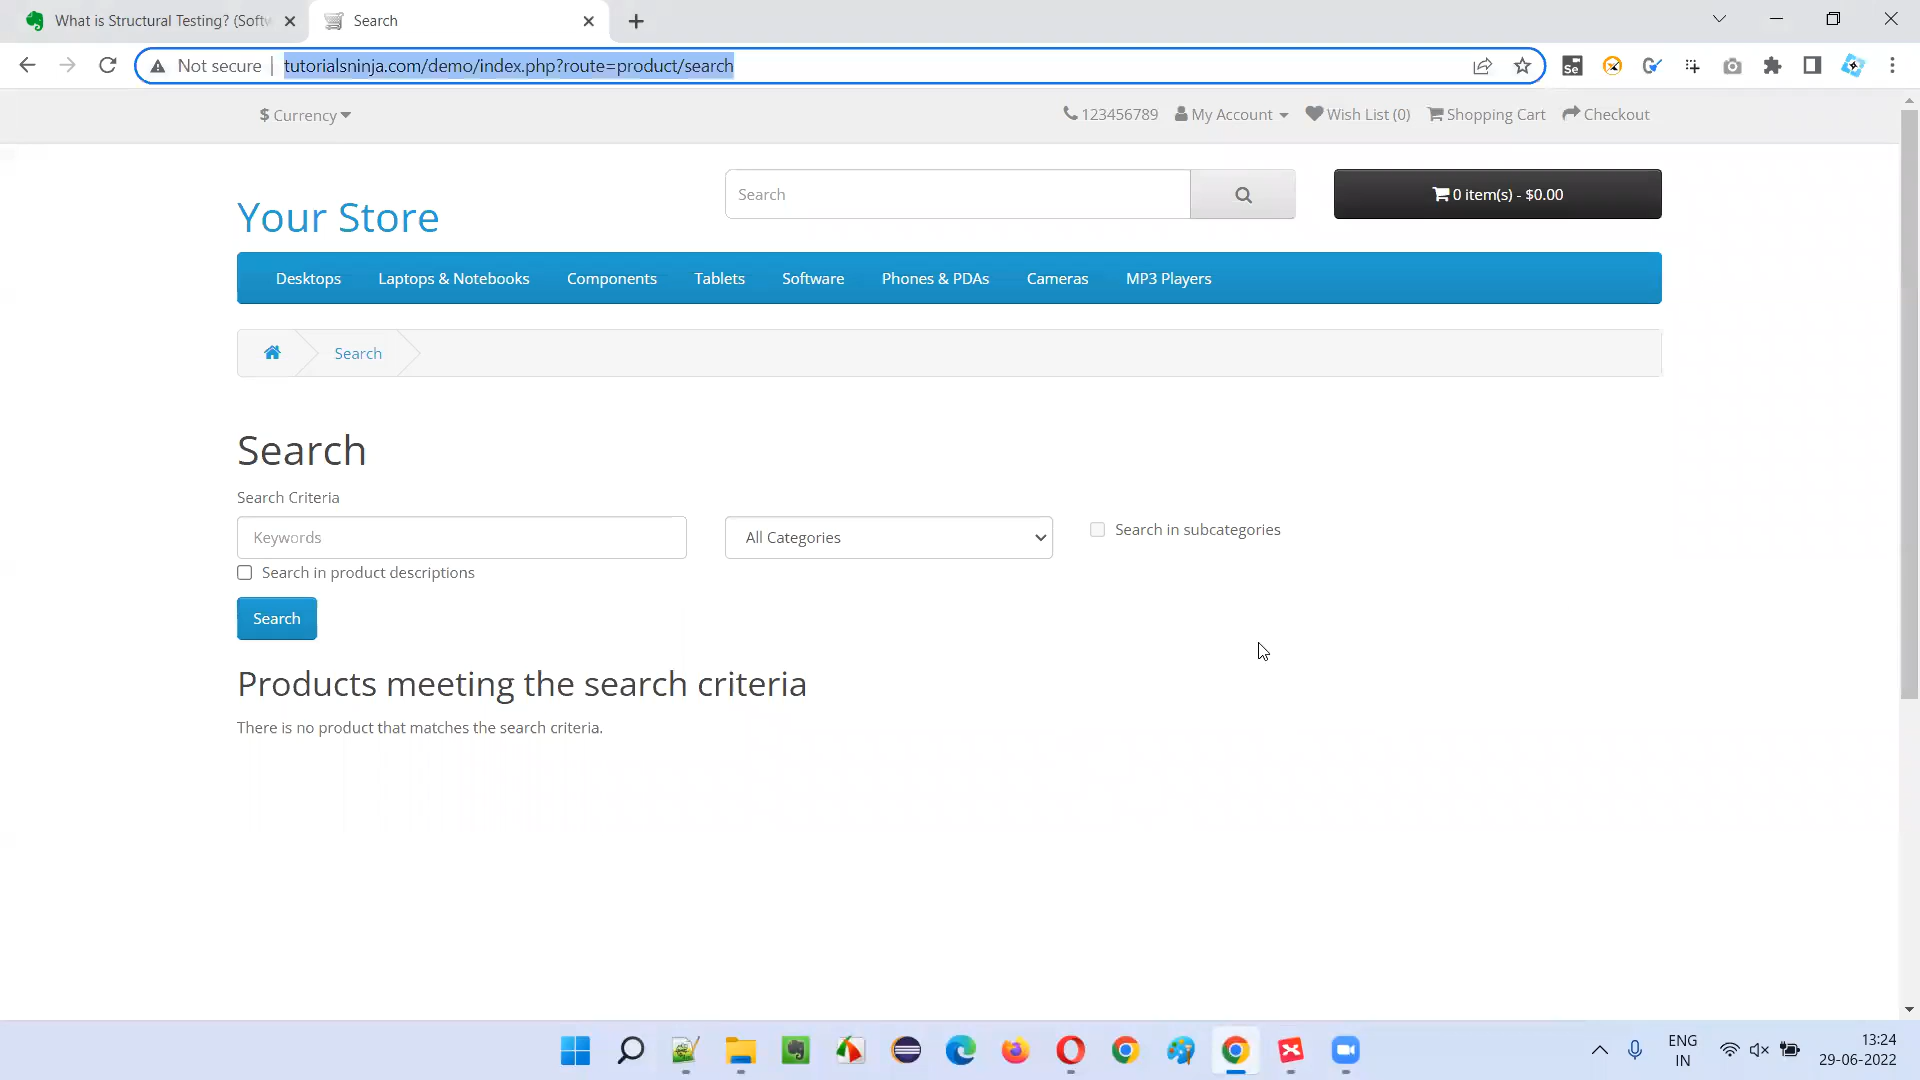 What is Structural Testing? (Softw
Search
Not secure
tutorialsninja.com/demo/index.php?route=product/search
$ Currency
123456789
My Account
Wish List (0)
Shopping Cart
Checkout
Your Store
Search
0 item(s) - $0.00
Desktops
Laptops & Notebooks
Components
Tablets
Software
Phones & PDAs
Cameras
MP3 Players
Search
Search
Search Criteria
Keywords
All Categories
Search in subcategories
Search in product descriptions
Search
Products meeting the search criteria
There is no product that matches the search criteria.
ENG
IN
13:24
29-06-2022